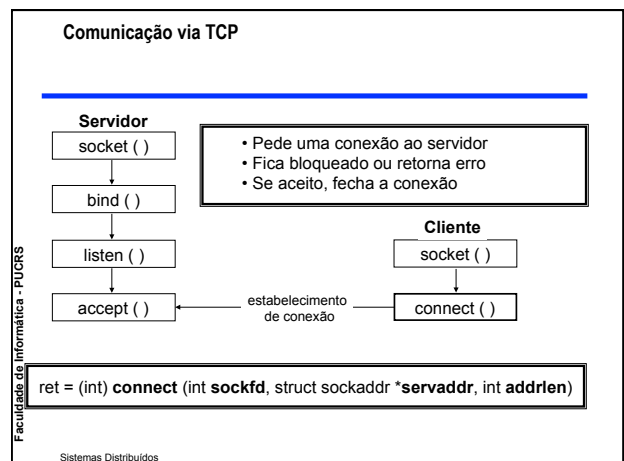 Comunicação via TCP
Servidor
socket ( )
• Pede uma conexão ao servidor
• Fica bloqueado ou retorna erro
• Se aceito, fecha a conexão
bind ( )
Cliente
listen ( )
socket ( )
accept ( )
estabelecimento
de conexão
connect ( )
ret = (int) connect (int sockfd, struct sockaddr *servaddr, int addrlen)
Faculdade de Informática - PUCRS
Sistemas Distribuídos